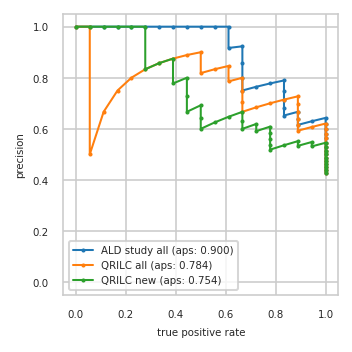 1.0
0.8
0.6
0.4
0.2
0.0
precision
ALD study all (aps: 0.900)
QRILC all (aps: 0.784)
QRILC new (aps: 0.754)
0.0 0.2 0.4 0.6 0.8 1.0
true positive rate